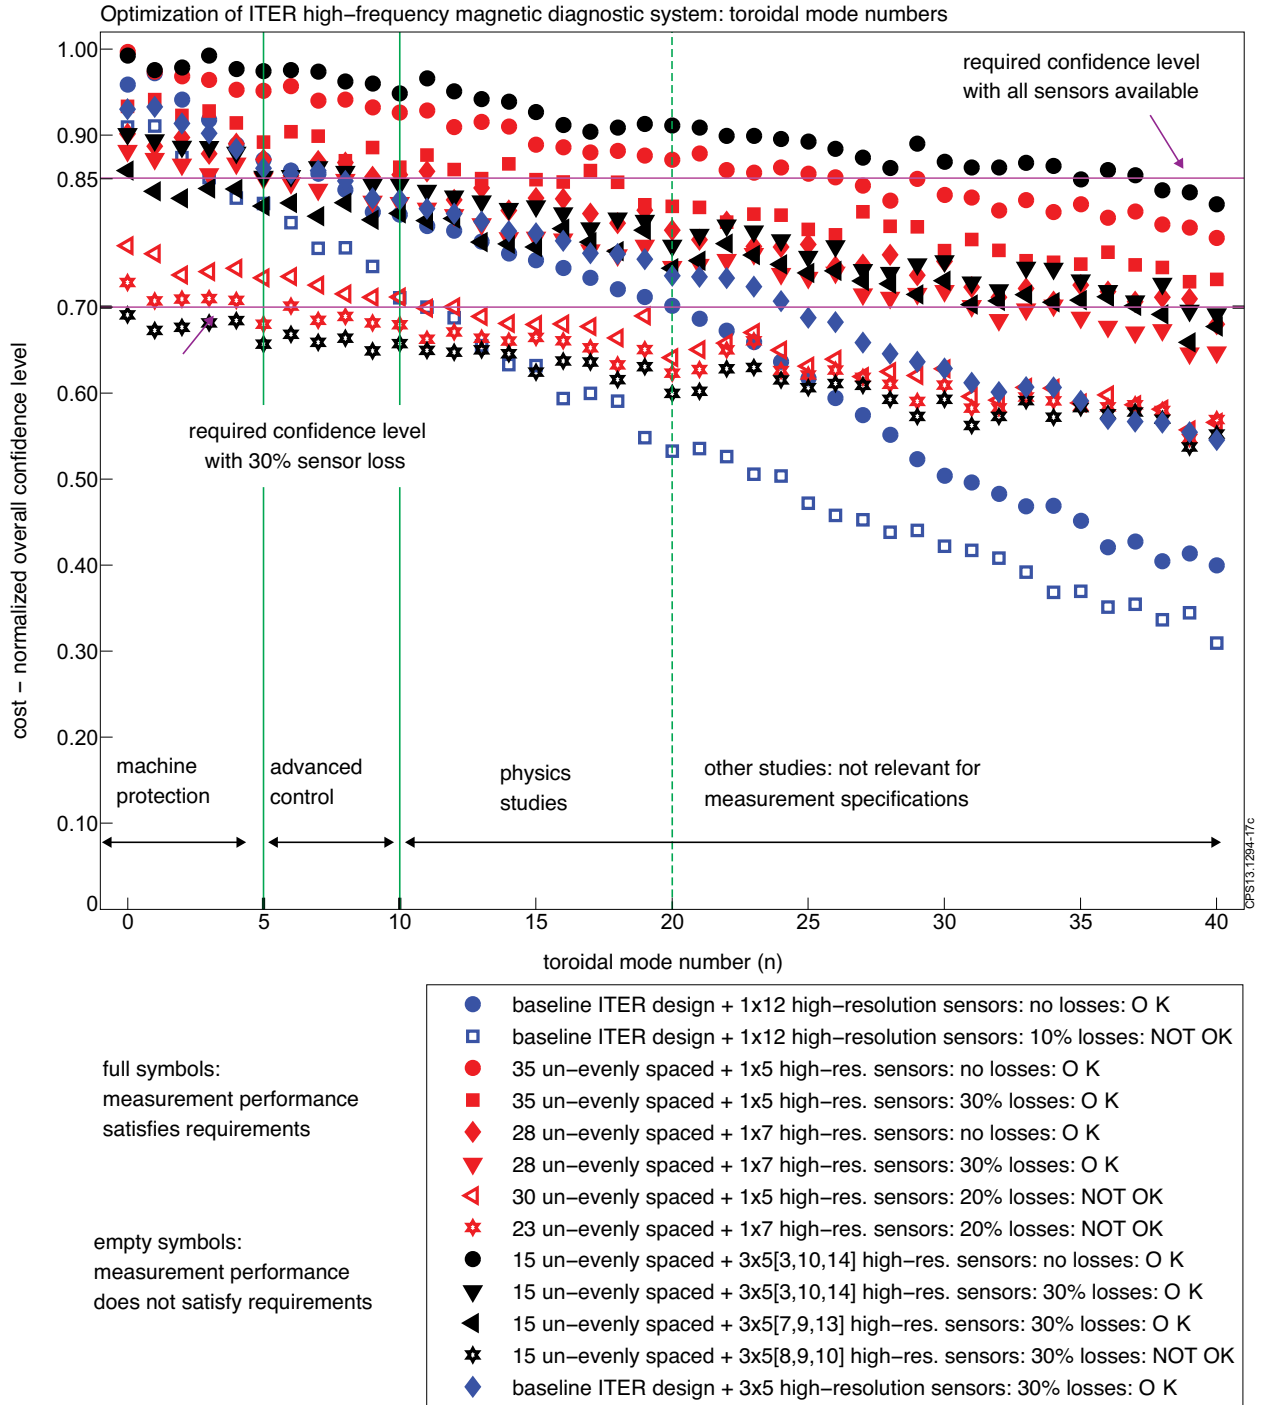 Optimization of ITER high−frequency magnetic diagnostic system: toroidal mode numbers
1.00
0.90
0.85
0.70
0.60
0.50
0.40
0.30
0.20
0.10
0
cost − normalized overall confidence level
required confidence level
with all sensors available
required confidence level
with 30% sensor loss
machine
protection
advanced
control
physics
studies
other studies: not relevant for
measurement specifications
CPS13.1294-17c
0 5 10 15 20 25 30 35 40
toroidal mode number (n)
full symbols:
measurement performance
satisfies requirements
empty symbols:
measurement performance
does not satisfy requirements
baseline ITER design + 1x12 high−resolution sensors: no losses: O K
baseline ITER design + 1x12 high−resolution sensors: 10% losses: NOT OK
35 un−evenly spaced + 1x5 high−res. sensors: no losses: O K
35 un−evenly spaced + 1x5 high−res. sensors: 30% losses: O K
28 un−evenly spaced + 1x7 high−res. sensors: no losses: O K
28 un−evenly spaced + 1x7 high−res. sensors: 30% losses: O K
30 un−evenly spaced + 1x5 high−res. sensors: 20% losses: NOT OK
23 un−evenly spaced + 1x7 high−res. sensors: 20% losses: NOT OK
15 un−evenly spaced + 3x5[3,10,14] high−res. sensors: no losses: O K
15 un−evenly spaced + 3x5[3,10,14] high−res. sensors: 30% losses: O K
15 un−evenly spaced + 3x5[7,9,13] high−res. sensors: 30% losses: O K
15 un−evenly spaced + 3x5[8,9,10] high−res. sensors: 30% losses: NOT OK
baseline ITER design + 3x5 high−resolution sensors: 30% losses: O K